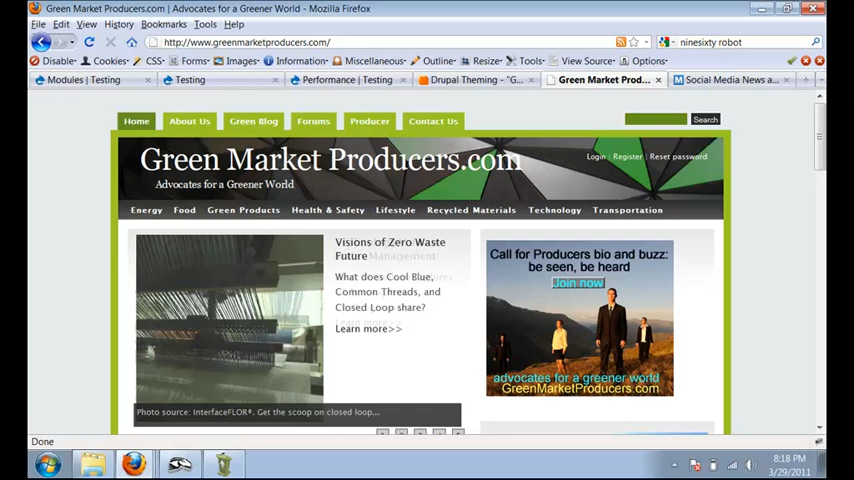 Green Market Producers.com | Advocates for a Greener World - Mozilla Firefox
File Edit View History Bookmarks Tools Help
http://www.greenmarketproducers.com/
ninesixty robot
Disable Cookies CSS Forms Images Information Miscellaneous Outline Resize Tools View Source Options
Modules | Testing
Testing
Performance | Testing
Drupal Theming - "G...
Green Market Prod...
Social Media News a...
Home About Us Green Blog Forums Producer Contact Us
Search
Green Market Producers.com
Login | Register | Reset password
Advocates for a Greener World
Energy Food Green Products Health & Safety Lifestyle Recycled Materials Technology Transportation
Visions of Zero Waste
Future
What does Cool Blue,
Common Threads, and
Closed Loop share?
Learn more>>
Photo source: InterfaceFLOR®. Get the scoop on closed loop...
Call for Producers bio and buzz:
be seen, be heard
Join now!
advocates for a greener world
GreenMarketProducers.com
Done
8:18 PM
3/29/2011